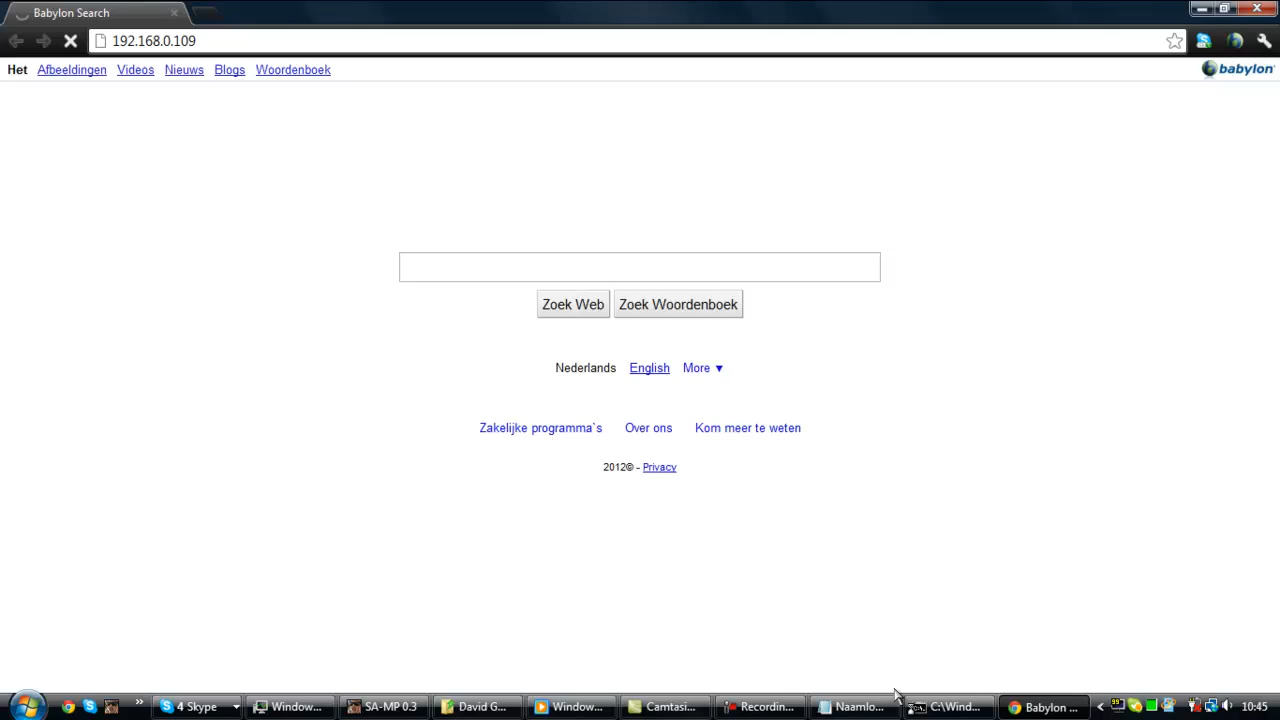 Babylon Search
192.168.0.109
Het Afbeeldingen Videos Nieuws Blogs Woordenboek
babylon
Zoek Web Zoek Woordenboek
Nederlands English More ▼
Zakelijke programma`s Over ons Kom meer te weten
2012© - Privacy
» 4 Skype Window... SA-MP 0.3 David G... Window... Camtasi... Recording... Naamlo... C:\Wind... Babylon ... < 99 10:45